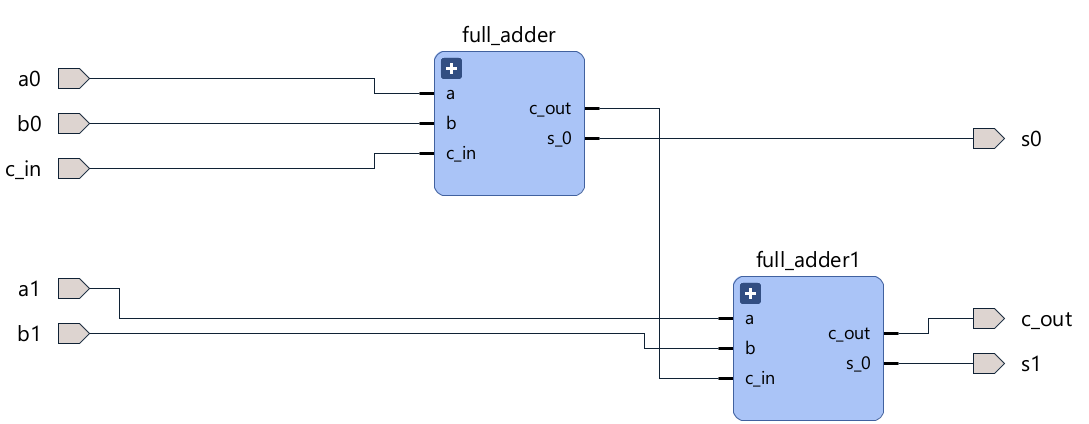 full_adder
a0
b0
c_in
a
b
c_in
c_out
s_0
s0
full_adder1
a1
b1
a
b
c_in
c_out
s_0
c_out
s1